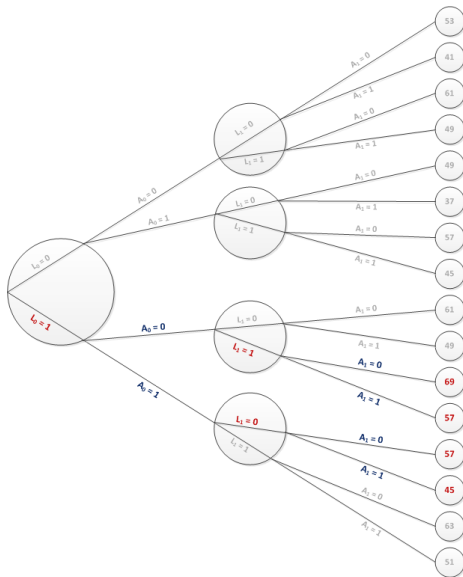 53
A₁ = 0
41
L₁ = 0
A₁ = 1
61
A₁ = 0
L₁ = 1
A₁ = 1
49
A₀ = 0
49
A₁ = 0
L₁ = 0
A₁ = 1
37
A₀ = 1
L₁ = 1
A₁ = 0
57
A₁ = 1
45
L₀ = 0
L₀ = 1
A₁ = 0
61
L₁ = 0
A₀ = 0
A₁ = 1
49
L₁ = 1
A₁ = 0
69
A₁ = 1
57
A₀ = 1
L₁ = 0
A₁ = 0
57
L₁ = 1
A₁ = 1
45
A₁ = 0
63
A₁ = 1
51